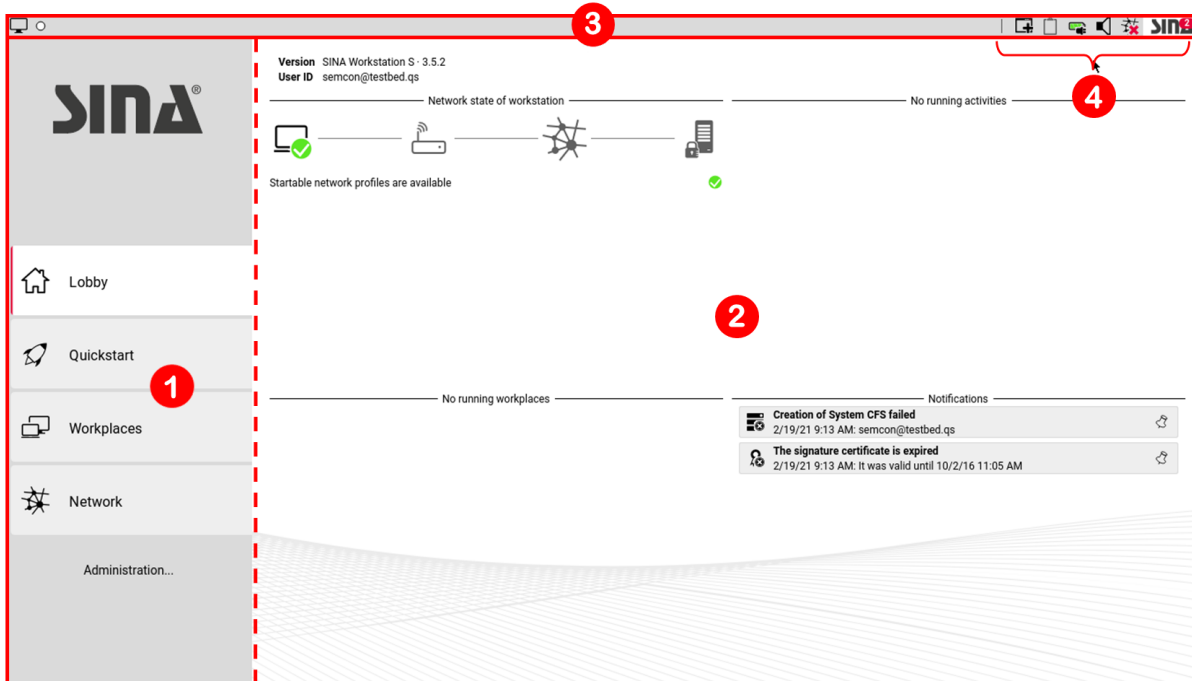 3
SINA 2
4
SINA®
Version SINA Workstation S · 3.5.2
User ID semcon@testbed.qs
Network state of workstation
No running activities
Startable network profiles are available
Lobby
2
Quickstart
1
Workplaces
Network
Administration...
No running workplaces
Notifications
Creation of System CFS failed
2/19/21 9:13 AM: semcon@testbed.qs
The signature certificate is expired
2/19/21 9:13 AM: It was valid until 10/2/16 11:05 AM